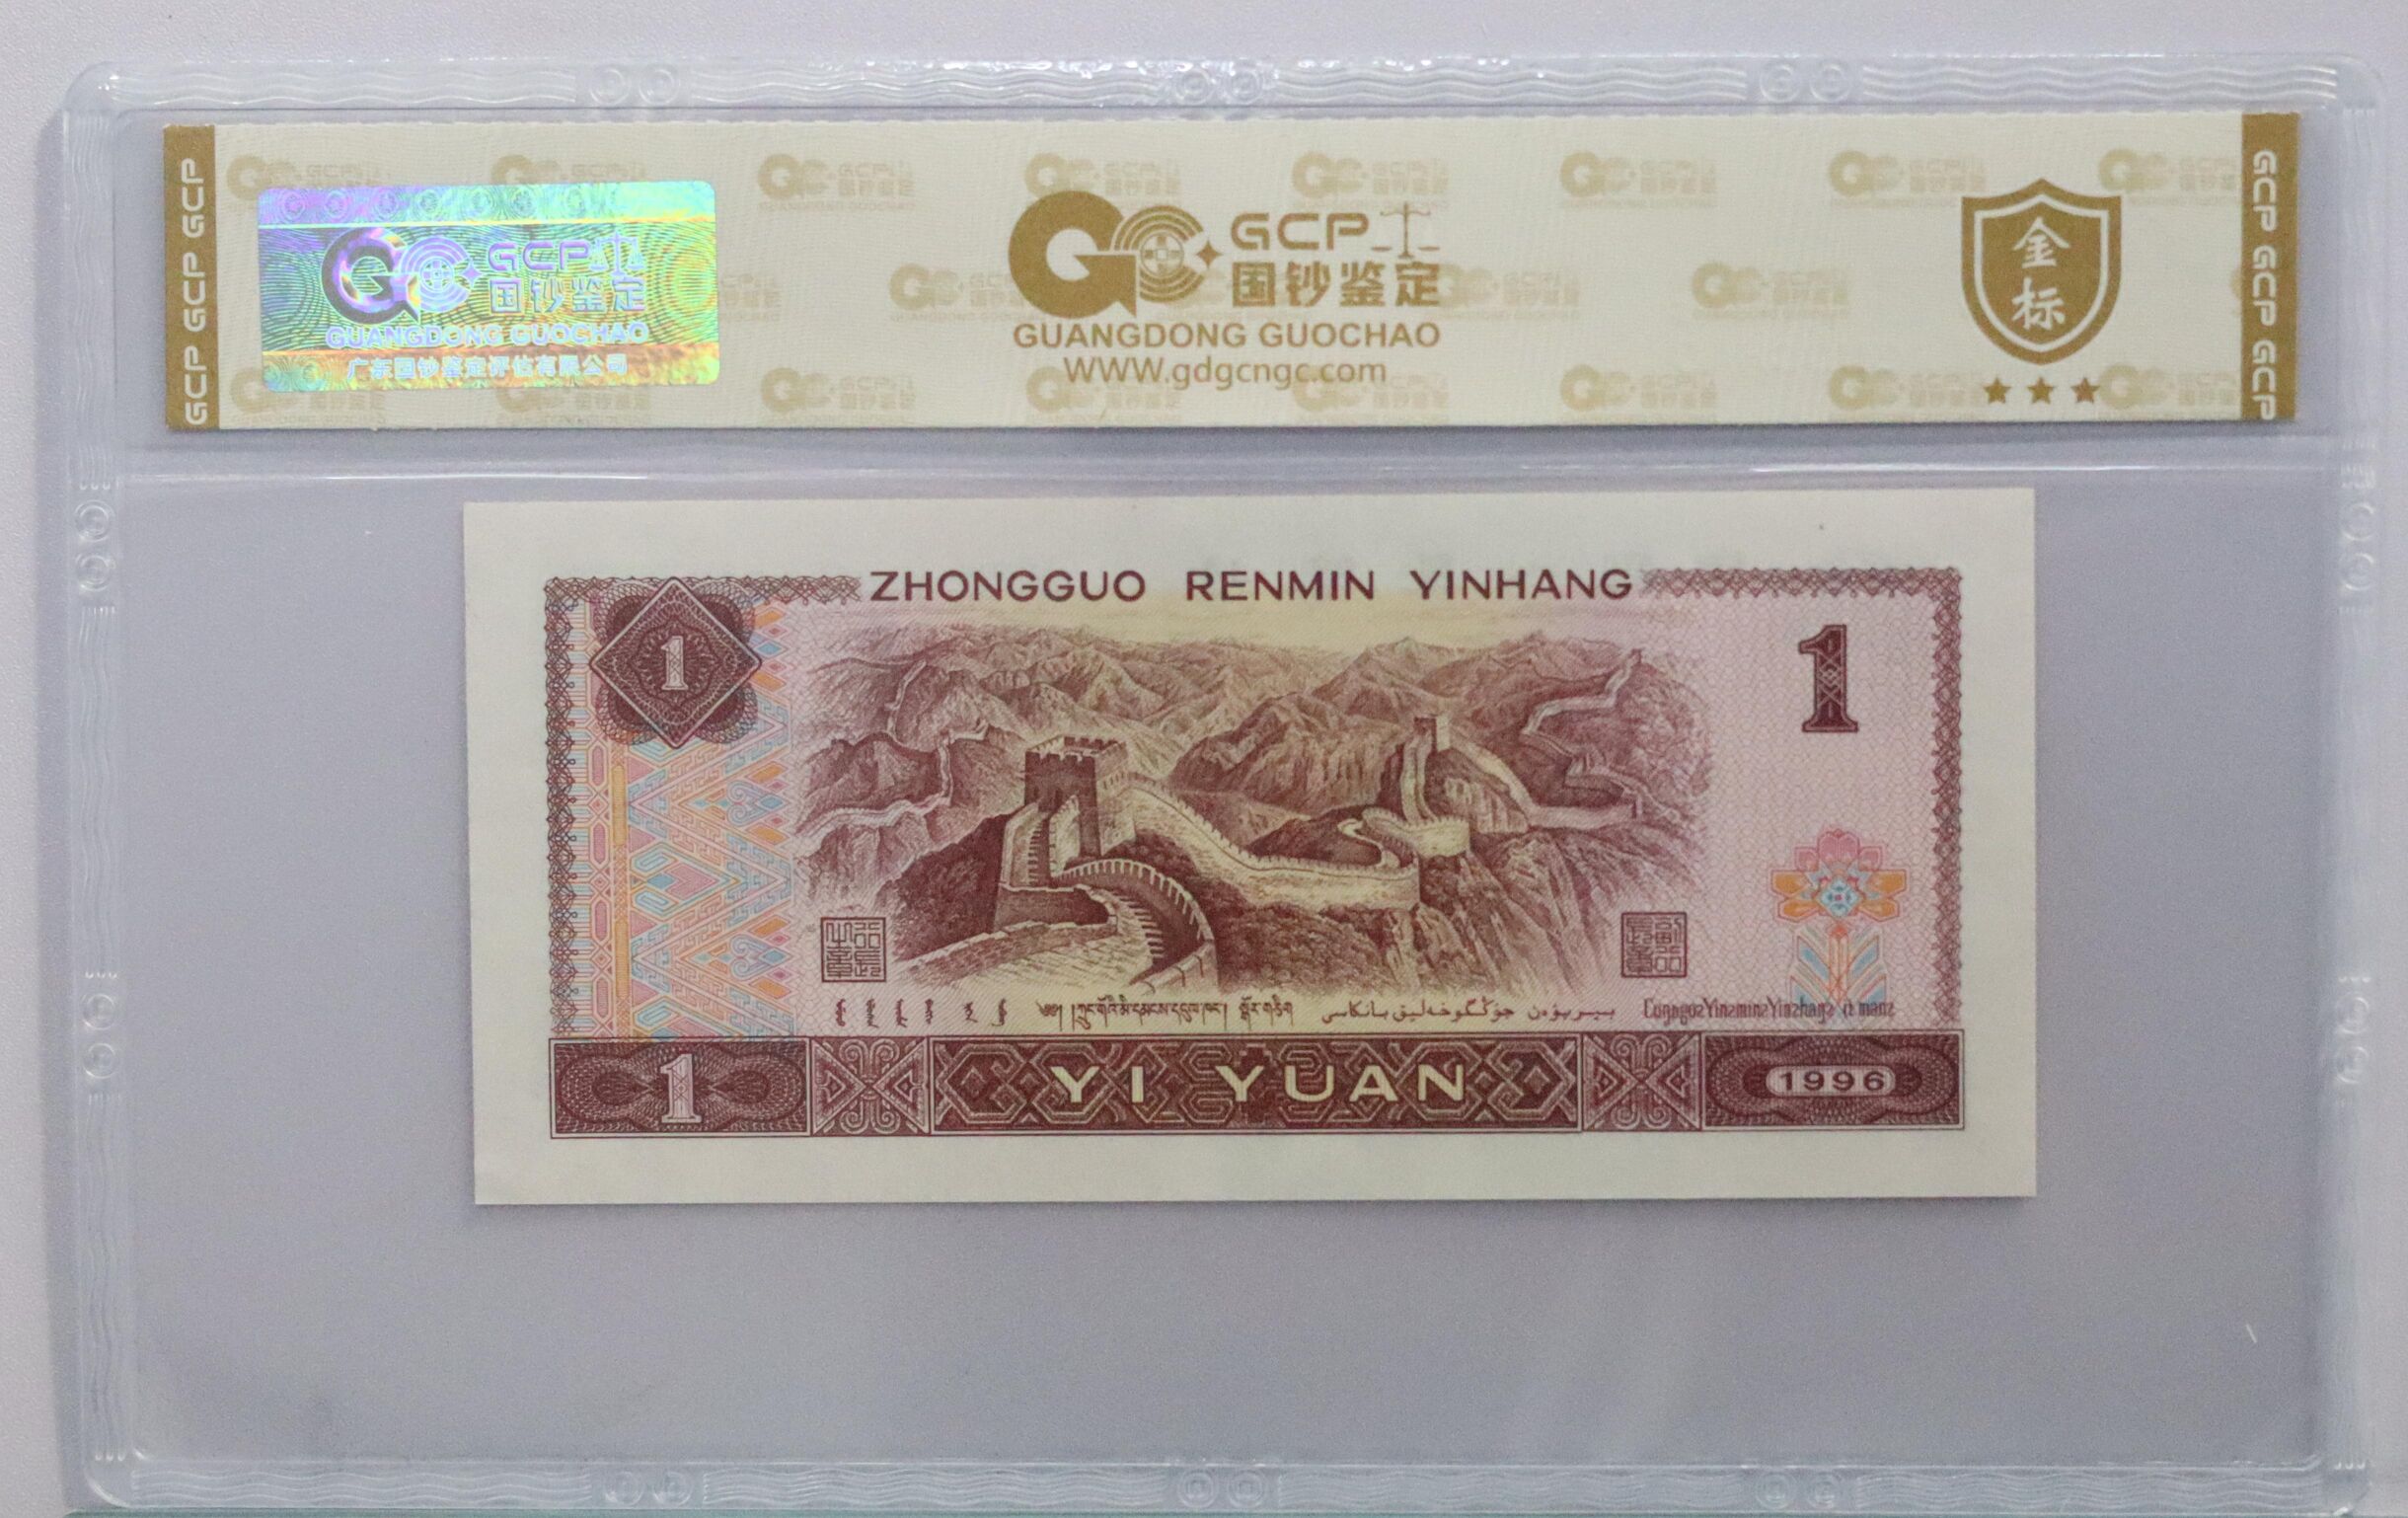 GCP GCP GCP
GCP
国钞鉴定
GUANGDONG GUOCHAO
广东国钞鉴定评估有限公司
GCP
国钞鉴定
GUANGDONG GUOCHAO
WWW.gdgcngc.com
金标
GCP GCP GCP
ZHONGGUO RENMIN YINHANG
1
1
1
YI YUAN
1996